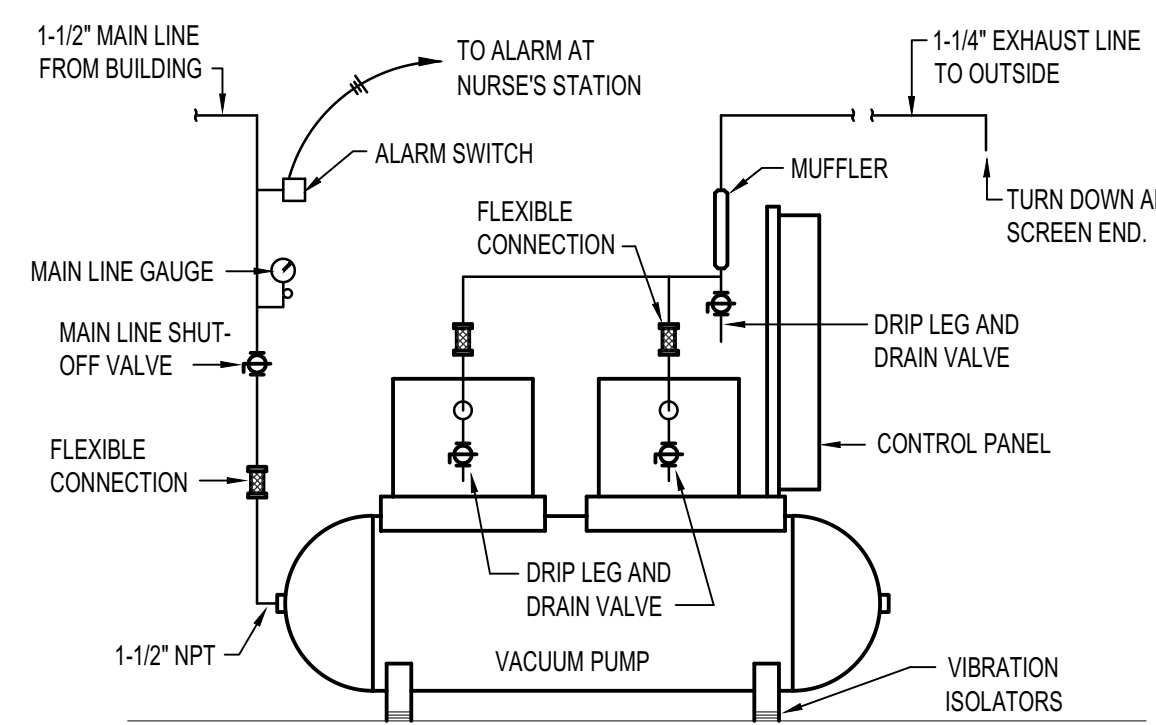 1-1/2" MAIN LINE
FROM BUILDING
TO ALARM AT
NURSE'S STATION
1-1/4" EXHAUST LINE
TO OUTSIDE
ALARM SWITCH
MUFFLER
FLEXIBLE
CONNECTION
TURN DOWN
SCREEN END.
MAIN LINE GAUGE
MAIN LINE SHUT-
OFF VALVE
DRIP LEG AND
DRAIN VALVE
FLEXIBLE
CONNECTION
CONTROL PANEL
DRIP LEG AND
DRAIN VALVE
1-1/2" NPT
VACUUM PUMP
VIBRATION
ISOLATORS